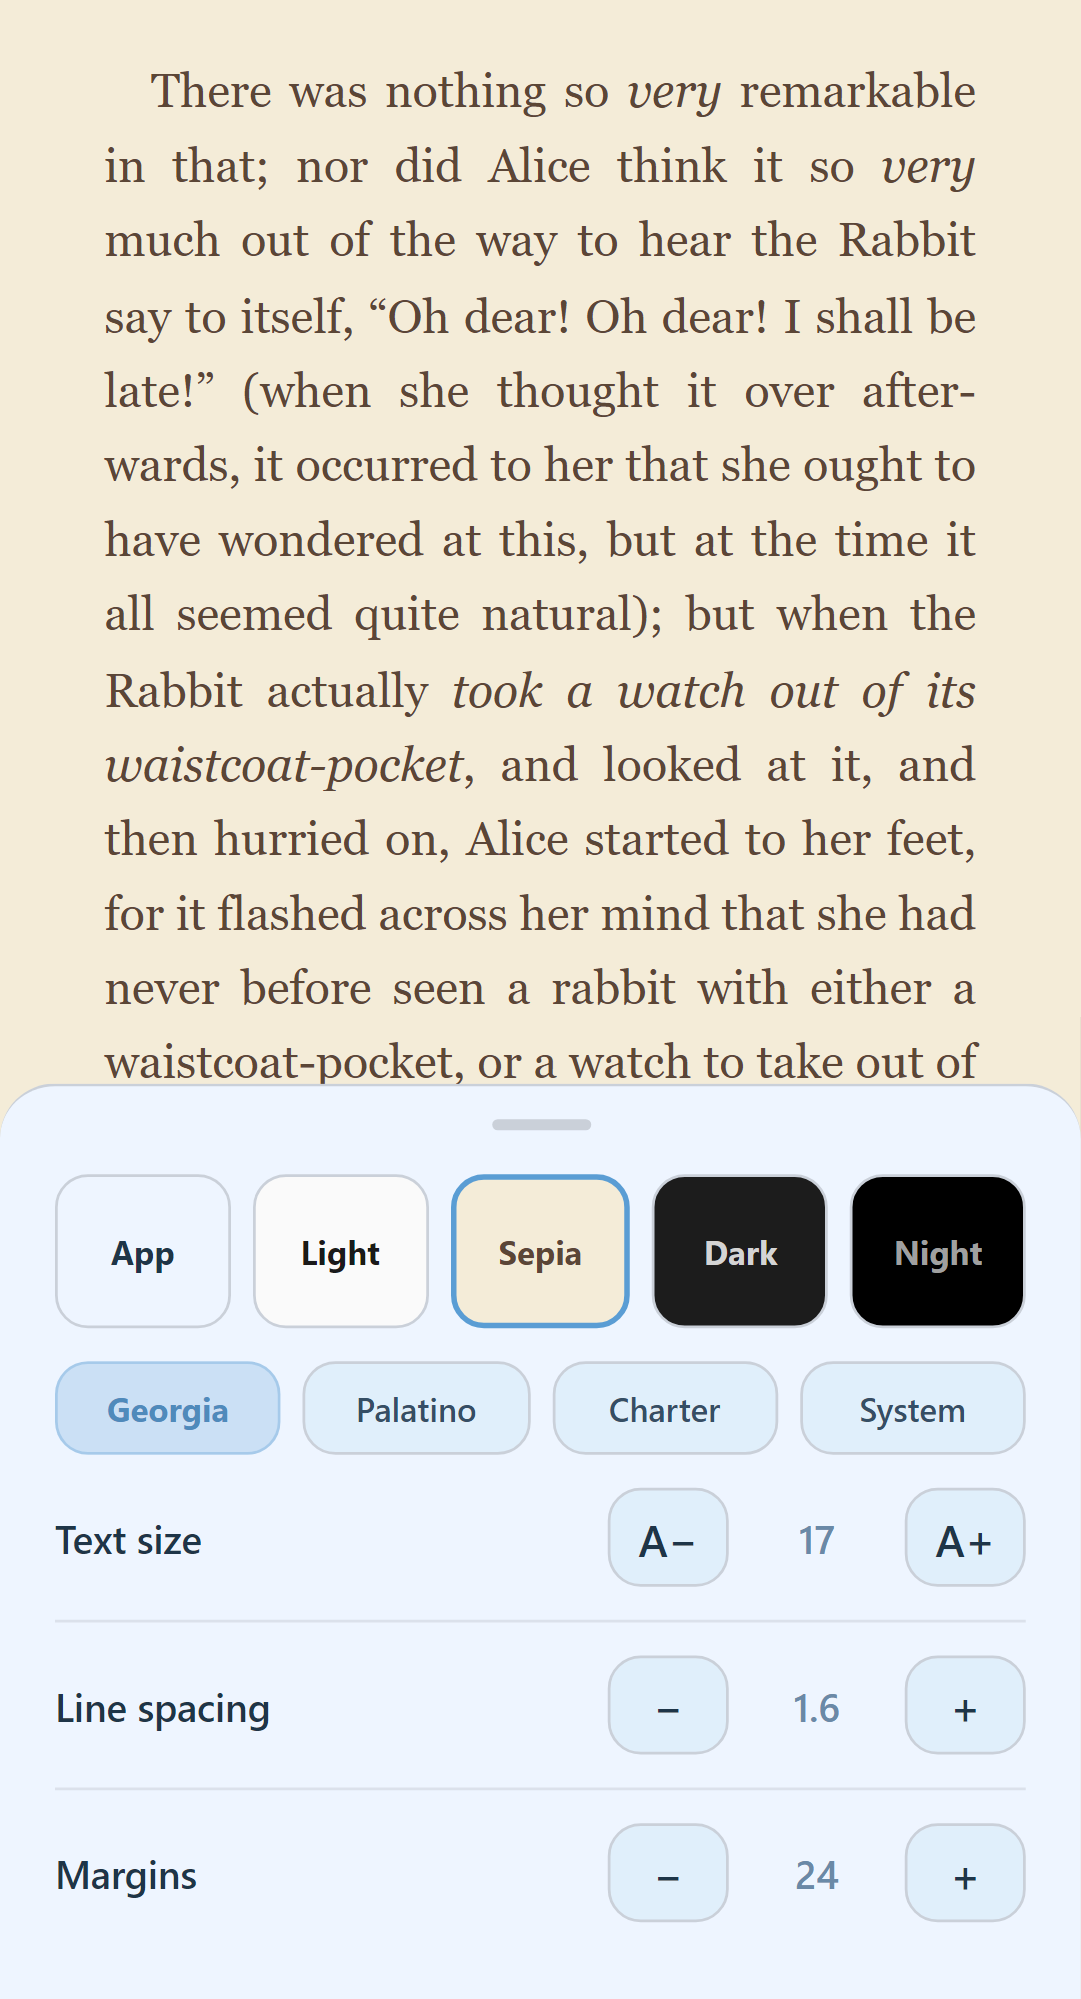 There was nothing so very remarkable
in that; nor did Alice think it so very
much out of the way to hear the Rabbit
say to itself, “Oh dear! Oh dear! I shall be
late!” (when she thought it over after-
wards, it occurred to her that she ought to
have wondered at this, but at the time it
all seemed quite natural); but when the
Rabbit actually took a watch out of its
waistcoat-pocket, and looked at it, and
then hurried on, Alice started to her feet,
for it flashed across her mind that she had
never before seen a rabbit with either a
waistcoat-pocket, or a watch to take out of
App Light Sepia Dark Night
Georgia Palatino Charter System
Text size A− 17 A+
Line spacing − 1.6 +
Margins − 24 +